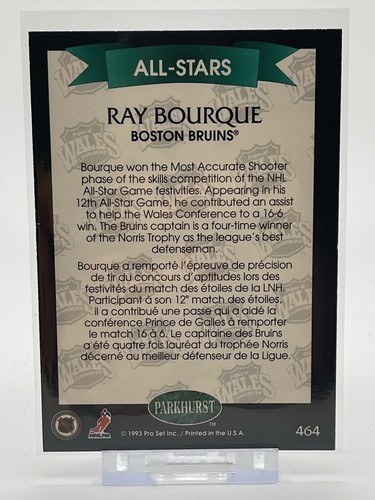 ALL-STARS
RAY BOURQUE
BOSTON BRUINS®
Bourque won the Most Accurate Shooter
phase of the skills competition of the NHL
All-Star Game festivities. Appearing in his
12th All-Star Game, he contributed an assist
to help the Wales Conference to a 16-6
win. The Bruins captain is a four-time winner
of the Norris Trophy as the league's best
defenseman.
Bourque a remporté l'épreuve de précision
de tir du concours d'aptitudes lors des
festivités du match des étoiles de la LNH.
Participant à son 12e match des étoiles,
il a contribué une passe qui a aidé la
conférence Prince de Galles à remporter
le match 16 à 6. Le capitaine des Bruins
a été quatre fois lauréat du trophée Norris
décerné au meilleur défenseur de la Ligue.
PARKHURST™
NHLPA
© 1993 Pro Set Inc. / Printed in the U.S.A.
464